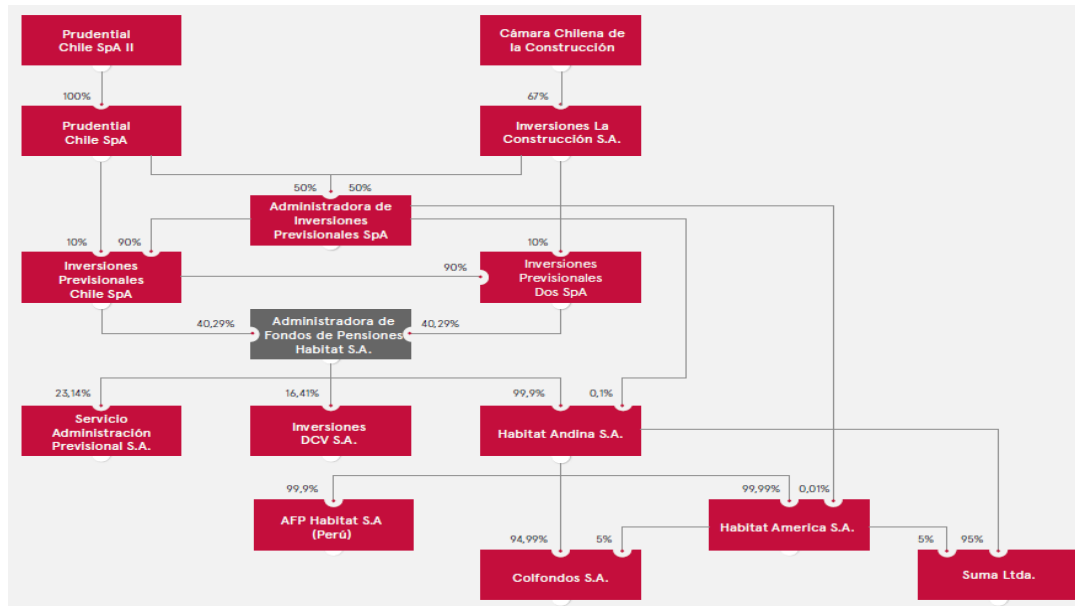 Prudential
Chile SpA II
Cámara Chilena de
la Construcción
100%
67%
Prudential
Chile SpA
Inversiones La
Construcción S.A.
50% 50%
Administradora de
Inversiones
Previsionales SpA
10% 90%
10%
Inversiones
Previsionales
Chile SpA
90%
Inversiones
Previsionales
Dos SpA
40,29%
Administradora de
Fondos de Pensiones
Habitat S.A.
40,29%
23,14%
16,41%
99,9%
0,1%
Servicio
Administración
Previsional S.A.
Inversiones
DCV S.A.
Habitat Andina S.A.
99,9%
99,99%
0,01%
AFP Habitat S.A
(Perú)
Habitat America S.A.
94,99%
5%
5%
95%
Colfondos S.A.
Suma Ltda.